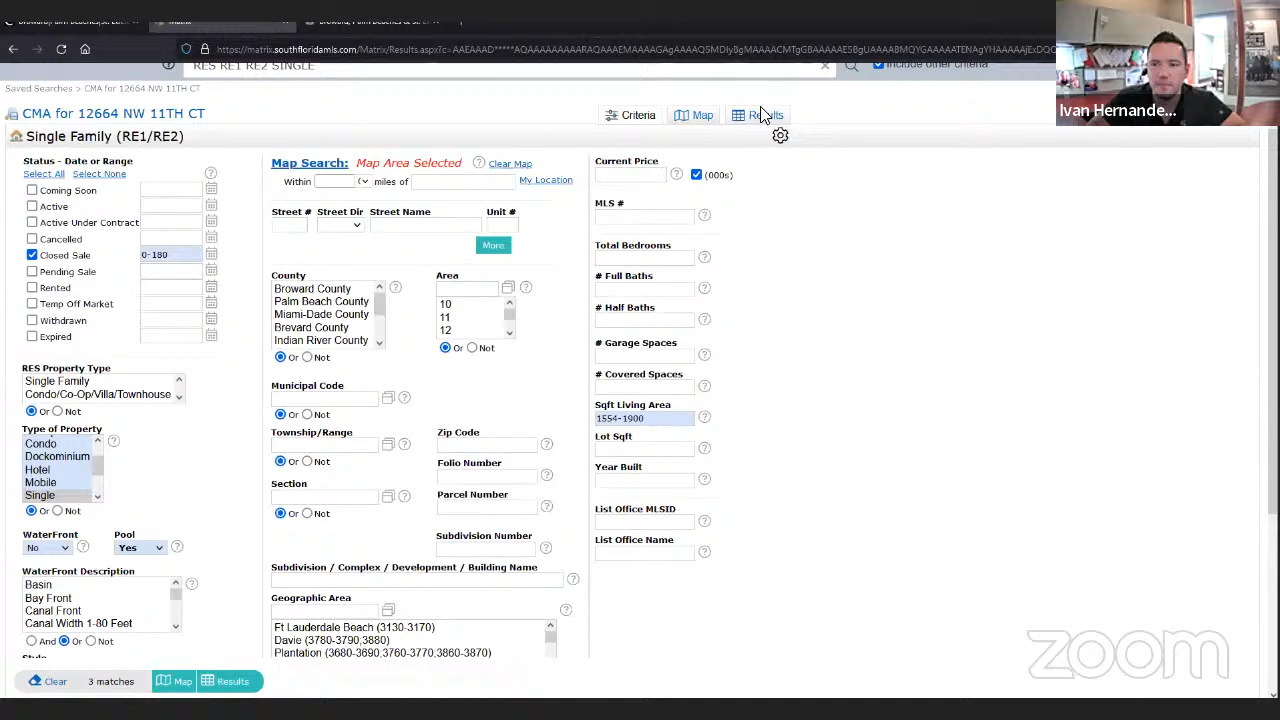 Matrix
https://matrix.southfloridamls.com/Matrix/Results.aspx?c=
RES RE1 RE2 SINGLE
Include other criteria
Saved Searches > CMA for 12664 NW 11TH CT
CMA for 12664 NW 11TH CT
Criteria
Map
Results
Ivan Hernande...
Single Family (RE1/RE2)
Status - Date or Range
Select All Select None
Coming Soon
Active
Active Under Contract
Cancelled
Closed Sale 0-180
Pending Sale
Rented
Temp Off Market
Withdrawn
Expired
RES Property Type
Single Family
Condo/Co-Op/Villa/Townhouse
Or Not
Type of Property
Condo
Dockominium
Hotel
Mobile
Single
Or Not
WaterFront Pool
No Yes
WaterFront Description
Basin
Bay Front
Canal Front
Canal Width 1-80 Feet
And Or Not
Style
Map Search: Map Area Selected Clear Map
Within miles of My Location
Street # Street Dir Street Name Unit #
More
County Area
Broward County
Palm Beach County
Miami-Dade County
Brevard County
Indian River County
10
11
12
Or Not
Or Not
Municipal Code
Or Not
Township/Range Zip Code
Or Not
Folio Number
Section
Parcel Number
Or Not
Subdivision Number
Subdivision / Complex / Development / Building Name
Geographic Area
Ft Lauderdale Beach (3130-3170)
Davie (3780-3790;3880)
Plantation (3680-3690,3760-3770,3860-3870)
Current Price
(000s)
MLS #
Total Bedrooms
# Full Baths
# Half Baths
# Garage Spaces
# Covered Spaces
Sqft Living Area
1554-1900
Lot Sqft
Year Built
List Office MLSID
List Office Name
Clear 3 matches Map Results
zoom